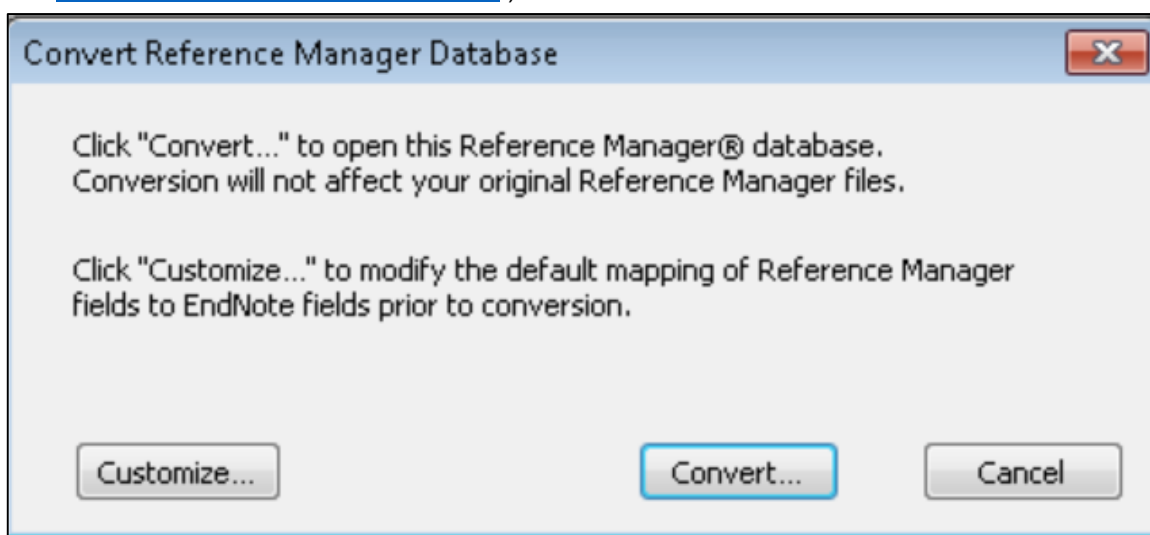 Convert Reference Manager Database
Click "Convert..." to open this Reference Manager® database.
Conversion will not affect your original Reference Manager files.
Click "Customize..." to modify the default mapping of Reference Manager
fields to EndNote fields prior to conversion.
Customize... Convert... Cancel